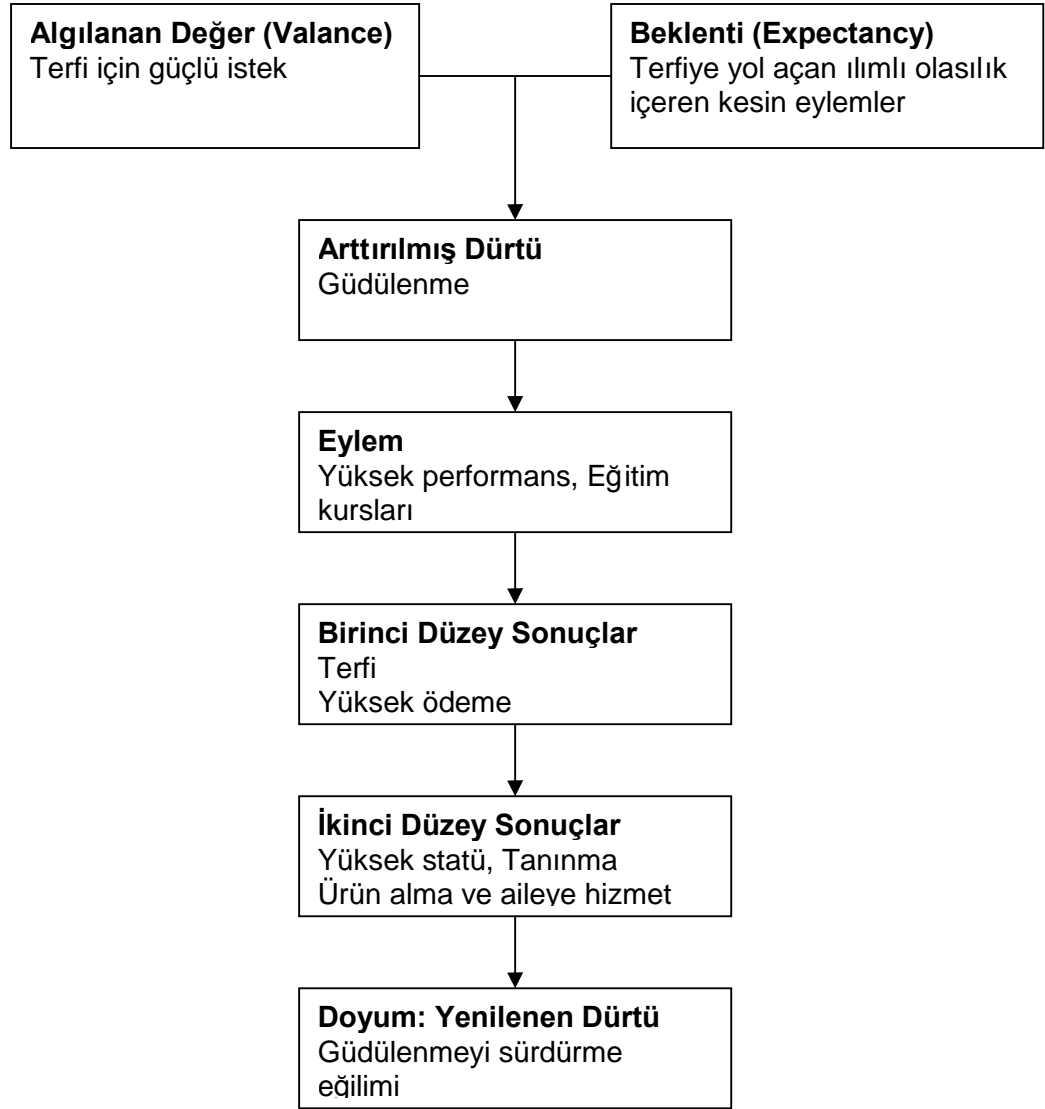 Algılanan Değer (Valance)
Terfi için güçlü istek
Beklenti (Expectancy)
Terfiye yol açan ılımlı olasılık
içeren kesin eylemler
Arttırılmış Dürtü
Güdülenme
Eylem
Yüksek performans, Eğitim
kursları
Birinci Düzey Sonuçlar
Terfi
Yüksek ödeme
İkinci Düzey Sonuçlar
Yüksek statü, Tanınma
Ürün alma ve aileye hizmet
Doyum: Yenilenen Dürtü
Güdülenmeyi sürdürme
eğilimi